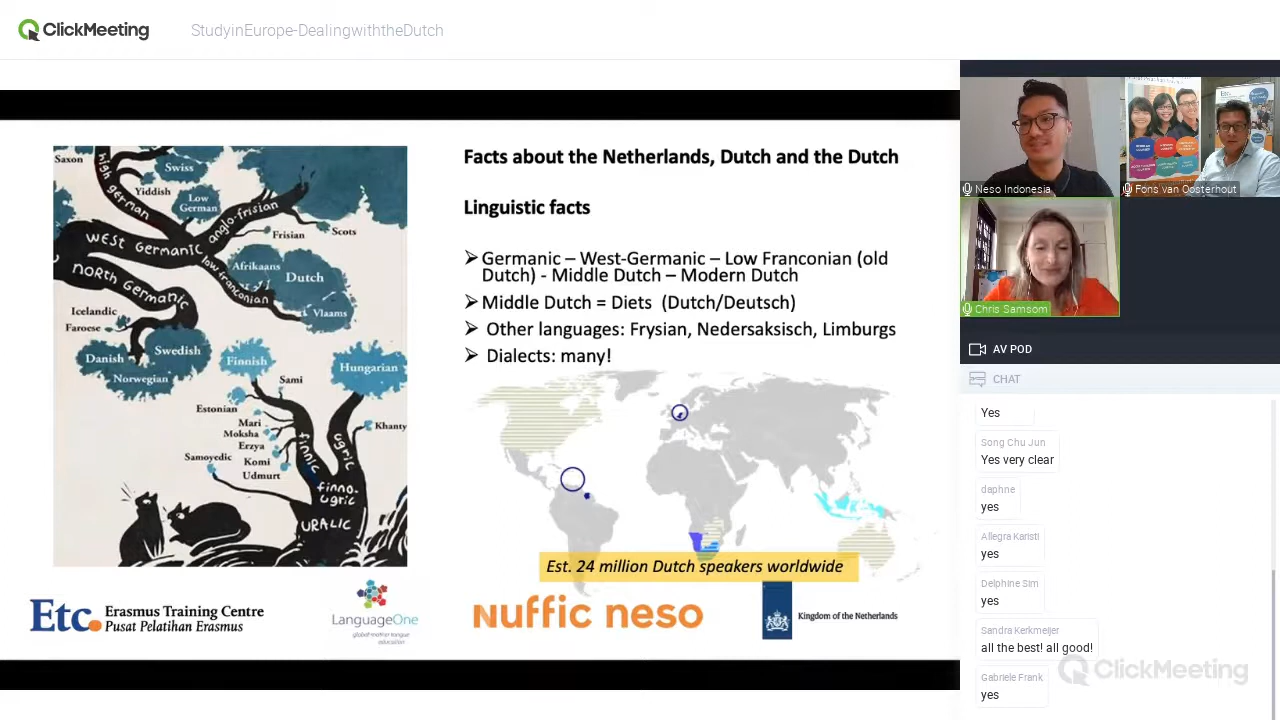 ClickMeeting
StudyinEurope-DealingwiththeDutch
Saxon
high german
Swiss
Yiddish
Low
German
anglo-frisian
Frisian
Scots
WEST Germanic
Afrikaans
Dutch
low franconian
Vlaams
NORTH Germanic
Icelandic
Faroese
Danish
Swedish
Norwegian
Finnish
Hungarian
Sami
Estonian
Mari
Moksha
Erzya
Samoyedic
Komi
Udmurt
finnic
ugric
Khanty
finno-
ugric
URALIC
Facts about the Netherlands, Dutch and the Dutch
Linguistic facts
➢ Germanic – West-Germanic – Low Franconian (old
Dutch) - Middle Dutch – Modern Dutch
➢ Middle Dutch = Diets (Dutch/Deutsch)
➢ Other languages: Frysian, Nedersaksisch, Limburgs
➢ Dialects: many!
Est. 24 million Dutch speakers worldwide
Etc. Erasmus Training Centre
Pusat Pelatihan Erasmus
LanguageOne
global mother tongue
education
nuffic neso
Kingdom of the Netherlands
Neso Indonesia
Fons van Oosterhout
Chris Samsom
AV POD
CHAT
Yes
Song Chu Jun
Yes very clear
daphne
yes
Allegra Karisti
yes
Delphine Sim
yes
Sandra Kerkmeijer
all the best! all good!
ClickMeeting
Gabriele Frank
yes